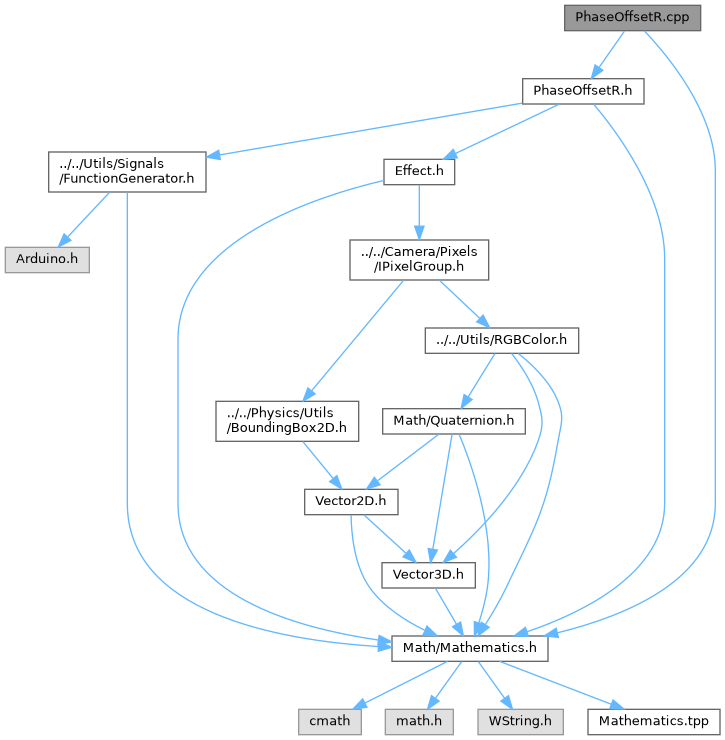 PhaseOffsetR.cpp
PhaseOffsetR.h
../../Utils/Signals
/FunctionGenerator.h
Effect.h
Arduino.h
../../Camera/Pixels
/IPixelGroup.h
../../Utils/RGBColor.h
../../Physics/Utils
/BoundingBox2D.h
Math/Quaternion.h
Vector2D.h
Vector3D.h
Math/Mathematics.h
cmath
math.h
WString.h
Mathematics.tpp